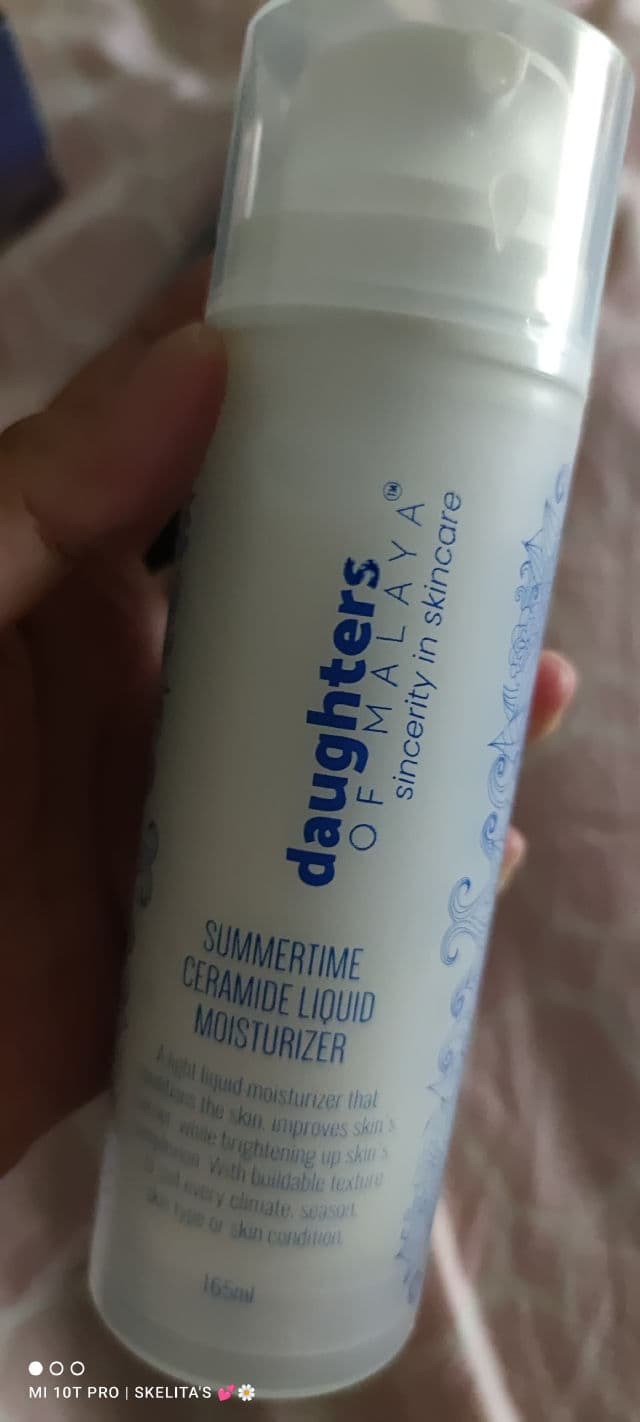 daughters
OF MALAYA™
sincerity in skincare
SUMMERTIME
CERAMIDE LIQUID
MOISTURIZER
A light liquid moisturizer that
the skin, improves skin's
while brightening up skin's
With buildable texture
every climate, season,
skin type or skin condition.
165ml
MI 10T PRO | SKELITA'S 💕🌼